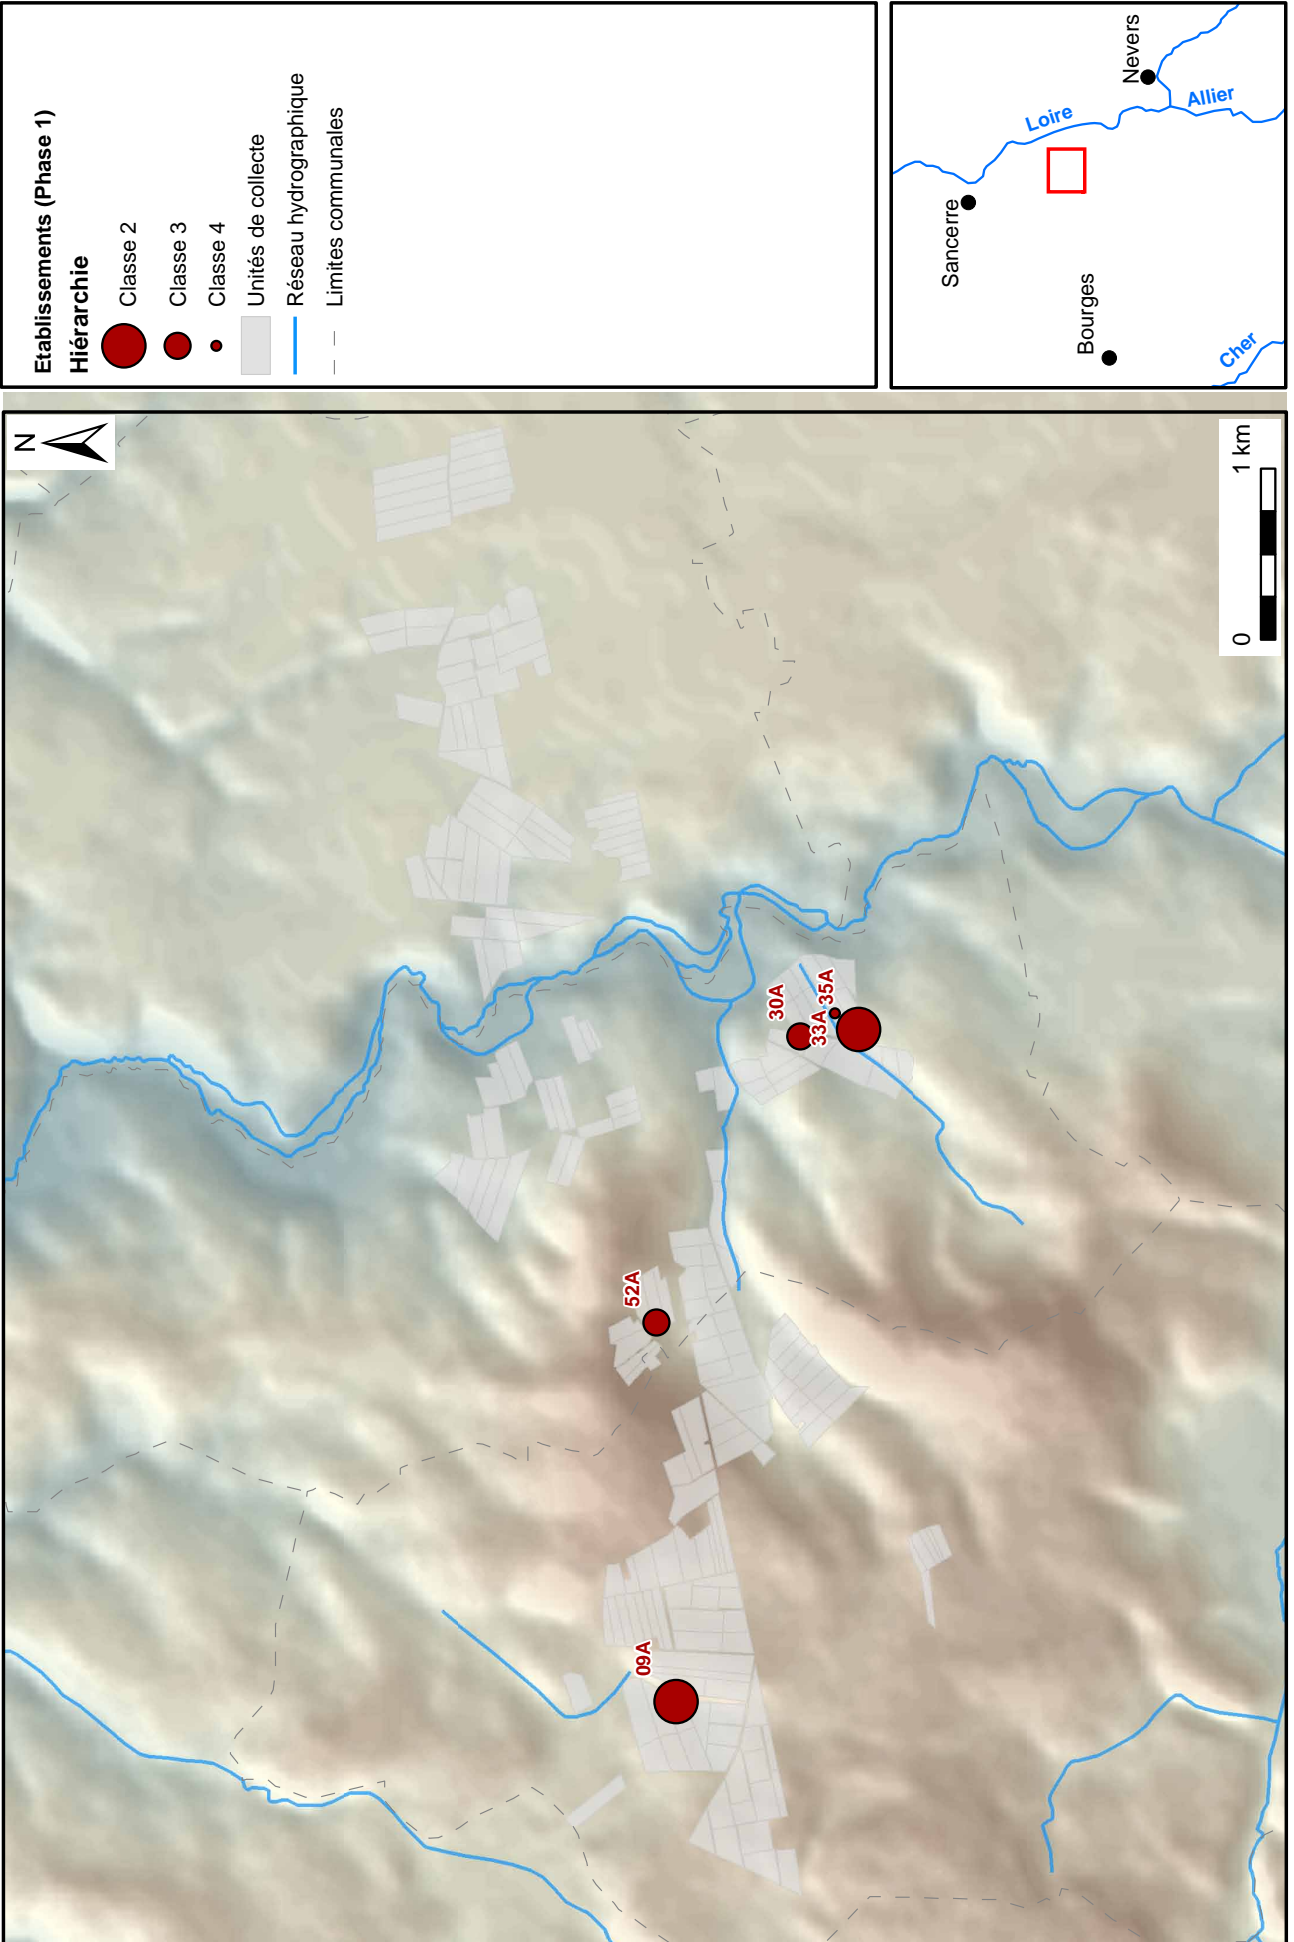 Etablissements (Phase 1)
Hiérarchie
Classe 2
Classe 3
Classe 4
Unités de collecte
Réseau hydrographique
Limites communales
Sancerre
Bourges
Nevers
Loire
Allier
Cher
N
09A
52A
30A
33A
35A
0 1 km